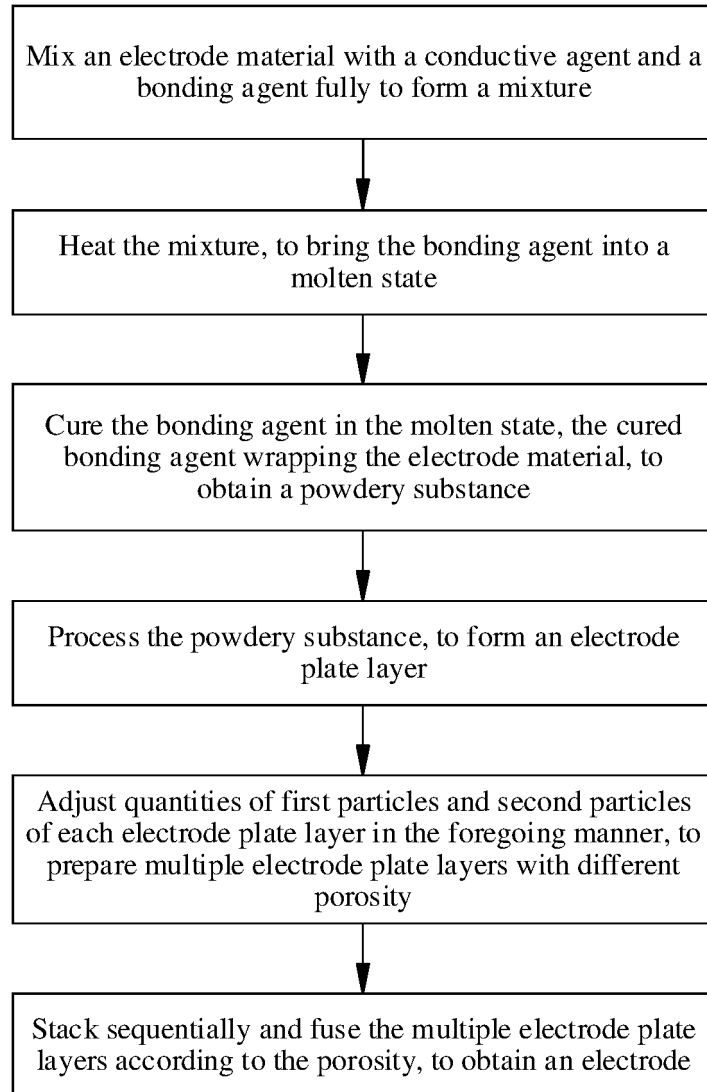 Mix an electrode material with a conductive agent and a
bonding agent fully to form a mixture
Heat the mixture, to bring the bonding agent into a
molten state
Cure the bonding agent in the molten state, the cured
bonding agent wrapping the electrode material, to
obtain a powdery substance
Process the powdery substance, to form an electrode
plate layer
Adjust quantities of first particles and second particles
of each electrode plate layer in the foregoing manner, to
prepare multiple electrode plate layers with different
porosity
Stack sequentially and fuse the multiple electrode plate
layers according to the porosity, to obtain an electrode